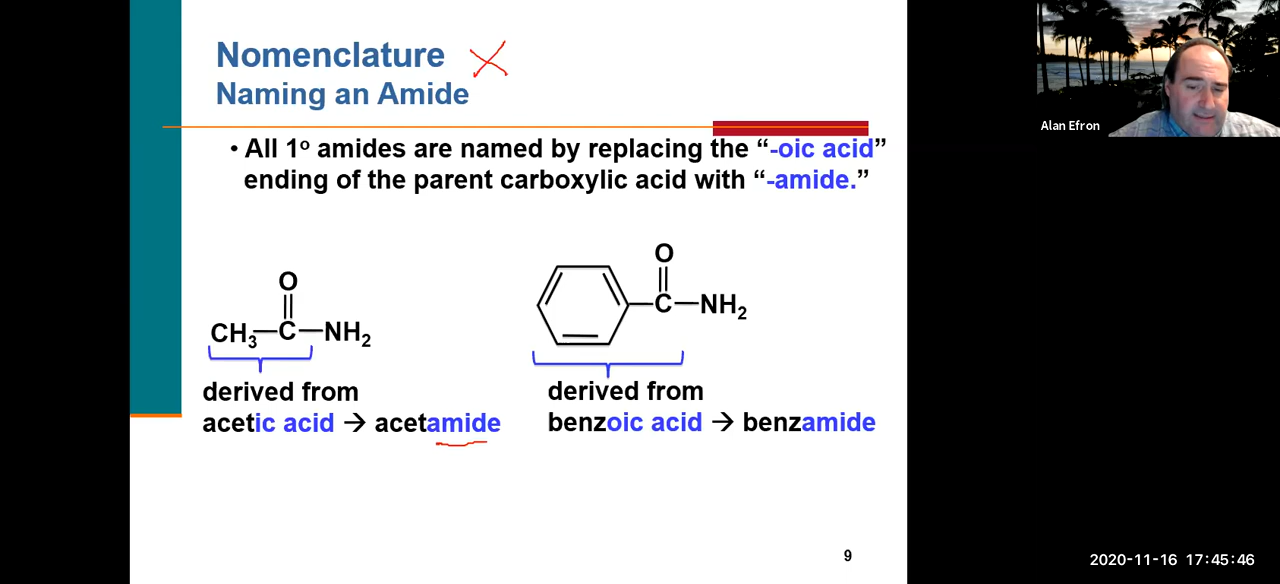 Nomenclature
Naming an Amide
Alan Efron
• All 1º amides are named by replacing the “-oic acid”
ending of the parent carboxylic acid with “-amide.”
O
CH₃—C—NH₂
O
C—NH₂
derived from
acetic acid → acetamide
derived from
benzoic acid → benzamide
9
2020-11-16 17:45:46